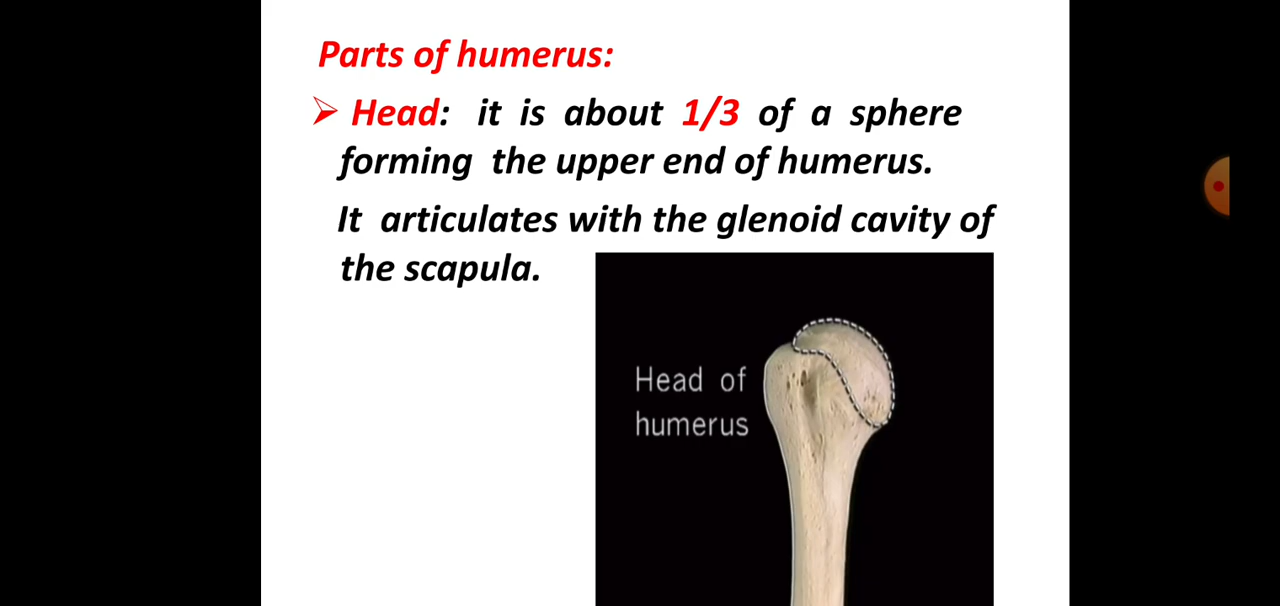 Parts of humerus:
Head: it is about 1/3 of a sphere
forming the upper end of humerus.
It articulates with the glenoid cavity of
the scapula.
Head of
humerus